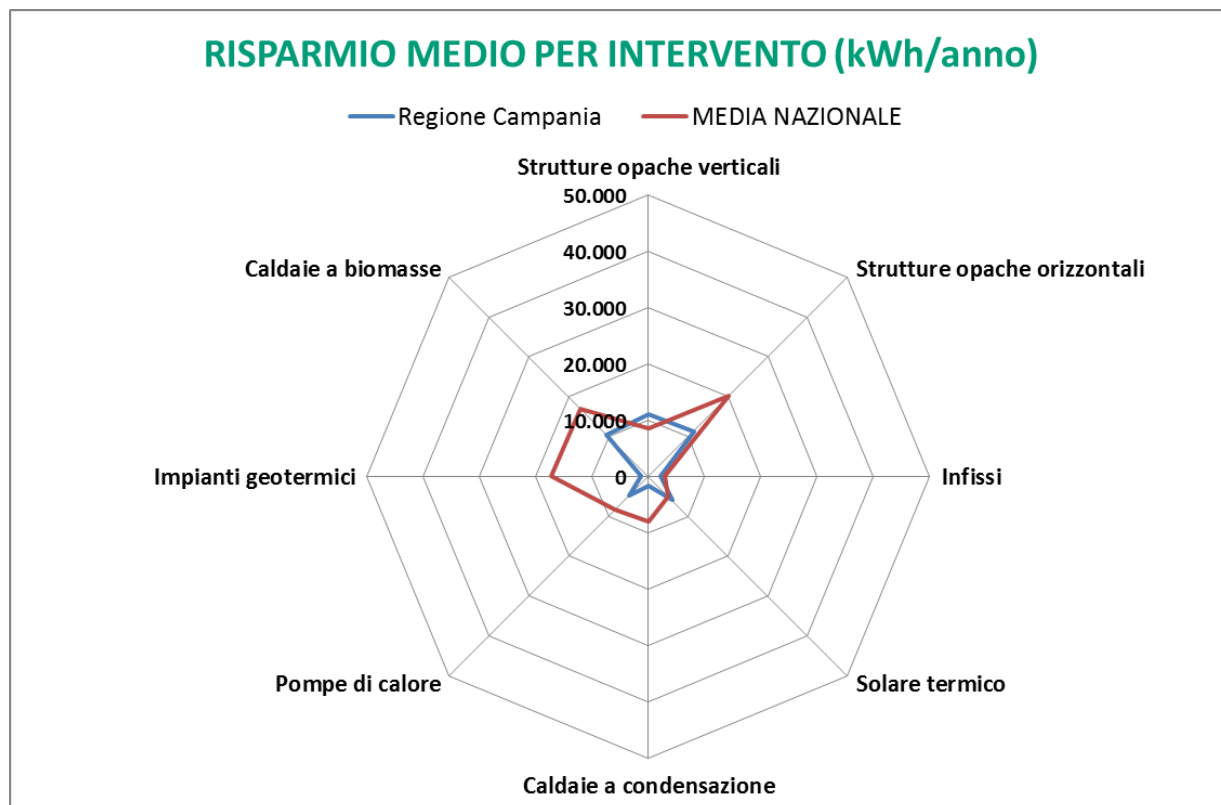 RISPARMIO MEDIO PER INTERVENTO (kWh/anno)
Regione Campania MEDIA NAZIONALE
Strutture opache verticali
50.000
40.000
Caldaie a biomasse Strutture opache orizzontali
30.000
20.000
10.000
Impianti geotermici 0 Infissi
Pompe di calore Solare termico
Caldaie a condensazione